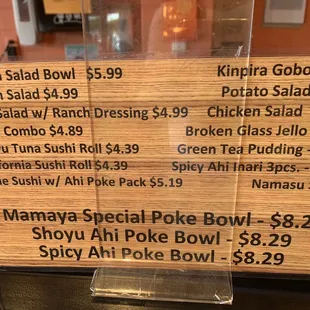 Salad Bowl $5.99
Kinpira Gobo
Salad $4.99
Potato Salad
Salad w/ Ranch Dressing $4.99
Chicken Salad
Combo $4.89
Broken Glass Jello
Tuna Sushi Roll $4.39
Green Tea Pudding -
Sushi Roll $4.39
Spicy Ahi Inari 3pcs. -
Sushi w/ Ahi Poke Pack $5.19
Namasu
Mamaya Special Poke Bowl - $8.2
Shoyu Ahi Poke Bowl - $8.29
Spicy Ahi Poke Bowl - $8.29